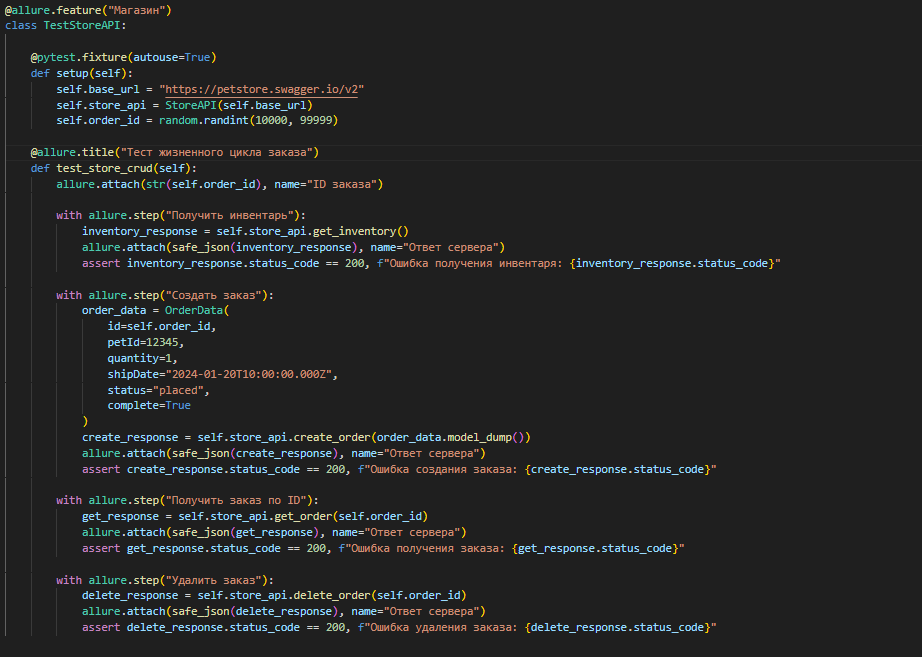 @allure.feature("Магазин")
class TestStoreAPI:
@pytest.fixture(autouse=True)
def setup(self):
self.base_url = "https://petstore.swagger.io/v2"
self.store_api = StoreAPI(self.base_url)
self.order_id = random.randint(10000, 99999)
@allure.title("Тест жизненного цикла заказа")
def test_store_crud(self):
allure.attach(str(self.order_id), name="ID заказа")
with allure.step("Получить инвентарь"):
inventory_response = self.store_api.get_inventory()
allure.attach(safe_json(inventory_response), name="Ответ сервера")
assert inventory_response.status_code == 200, f"Ошибка получения инвентаря: {inventory_response.status_code}"
with allure.step("Создать заказ"):
order_data = OrderData(
id=self.order_id,
petId=12345,
quantity=1,
shipDate="2024-01-20T10:00:00.000Z",
status="placed",
complete=True
)
create_response = self.store_api.create_order(order_data.model_dump())
allure.attach(safe_json(create_response), name="Ответ сервера")
assert create_response.status_code == 200, f"Ошибка создания заказа: {create_response.status_code}"
with allure.step("Получить заказ по ID"):
get_response = self.store_api.get_order(self.order_id)
allure.attach(safe_json(get_response), name="Ответ сервера")
assert get_response.status_code == 200, f"Ошибка получения заказа: {get_response.status_code}"
with allure.step("Удалить заказ"):
delete_response = self.store_api.delete_order(self.order_id)
allure.attach(safe_json(delete_response), name="Ответ сервера")
assert delete_response.status_code == 200, f"Ошибка удаления заказа: {delete_response.status_code}"